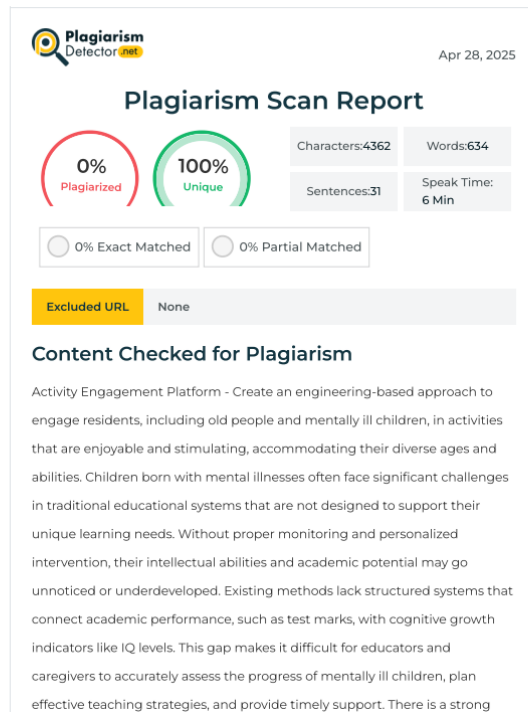 Plagiarism
Detector.net
Apr 28, 2025
Plagiarism Scan Report
0%
Plagiarized
100%
Unique
Characters:4362
Words:634
Sentences:31
Speak Time:
6 Min
0% Exact Matched
0% Partial Matched
Excluded URL
None
Content Checked for Plagiarism
Activity Engagement Platform - Create an engineering-based approach to
engage residents, including old people and mentally ill children, in activities
that are enjoyable and stimulating, accommodating their diverse ages and
abilities. Children born with mental illnesses often face significant challenges
in traditional educational systems that are not designed to support their
unique learning needs. Without proper monitoring and personalized
intervention, their intellectual abilities and academic potential may go
unnoticed or underdeveloped. Existing methods lack structured systems that
connect academic performance, such as test marks, with cognitive growth
indicators like IQ levels. This gap makes it difficult for educators and
caregivers to accurately assess the progress of mentally ill children, plan
effective teaching strategies, and provide timely support. There is a strong